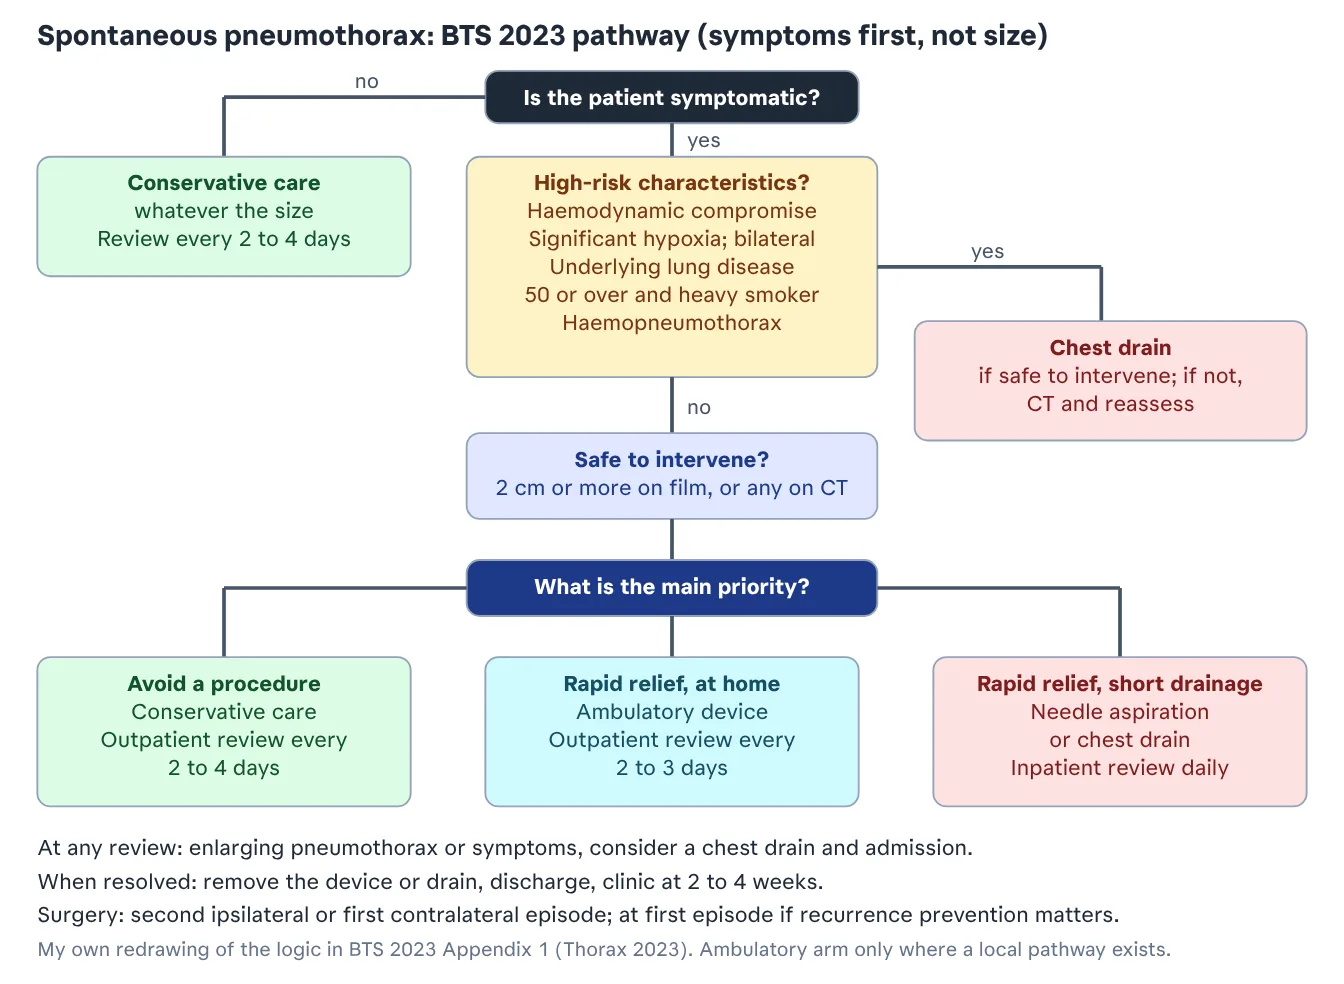 Spontaneous pneumothorax: BTS 2023 pathway (symptoms first, not size)
no
Is the patient symptomatic?
yes
Conservative care
whatever the size
Review every 2 to 4 days
High-risk characteristics?
Haemodynamic compromise
Significant hypoxia; bilateral
Underlying lung disease
50 or over and heavy smoker
Haemopneumothorax
yes
Chest drain
if safe to intervene; if not,
CT and reassess
no
Safe to intervene?
2 cm or more on film, or any on CT
What is the main priority?
Avoid a procedure
Conservative care
Outpatient review every
2 to 4 days
Rapid relief, at home
Ambulatory device
Outpatient review every
2 to 3 days
Rapid relief, short drainage
Needle aspiration
or chest drain
Inpatient review daily
At any review: enlarging pneumothorax or symptoms, consider a chest drain and admission.
When resolved: remove the device or drain, discharge, clinic at 2 to 4 weeks.
Surgery: second ipsilateral or first contralateral episode; at first episode if recurrence prevention matters.
My own redrawing of the logic in BTS 2023 Appendix 1 (Thorax 2023). Ambulatory arm only where a local pathway exists.